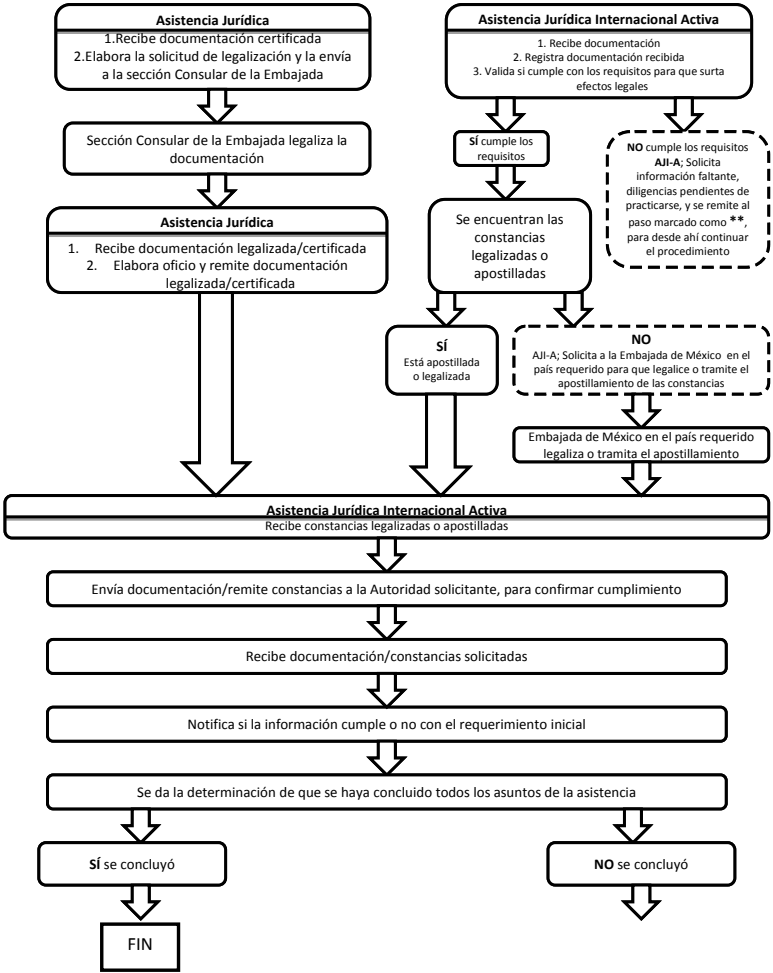 Asistencia Jurídica
1.Recibe documentación certificada
2.Elabora la solicitud de legalización y la envía
a la sección Consular de la Embajada
Sección Consular de la Embajada legaliza la
documentación
Asistencia Jurídica
1. Recibe documentación legalizada/certificada
2. Elabora oficio y remite documentación
legalizada/certificada
Asistencia Jurídica Internacional Activa
1. Recibe documentación
2. Registra documentación recibida
3. Valida si cumple con los requisitos para que surta
efectos legales
SÍ cumple los
requisitos
NO cumple los requisitos
AJI-A; Solicita
información faltante,
diligencias pendientes de
practicarse, y se remite al
paso marcado como **,
para desde ahí continuar
el procedimiento
Se encuentran las
constancias
legalizadas o
apostilladas
SÍ
Está apostillada
o legalizada
NO
AJI-A; Solicita a la Embajada de México en el
país requerido para que legalice o tramite el
apostillamiento de las constancias
Embajada de México en el país requerido
legaliza o tramita el apostillamiento
Asistencia Jurídica Internacional Activa
Recibe constancias legalizadas o apostilladas
Envía documentación/remite constancias a la Autoridad solicitante, para confirmar cumplimiento
Recibe documentación/constancias solicitadas
Notifica si la información cumple o no con el requerimiento inicial
Se da la determinación de que se haya concluido todos los asuntos de la asistencia
SÍ se concluyó
NO se concluyó
FIN